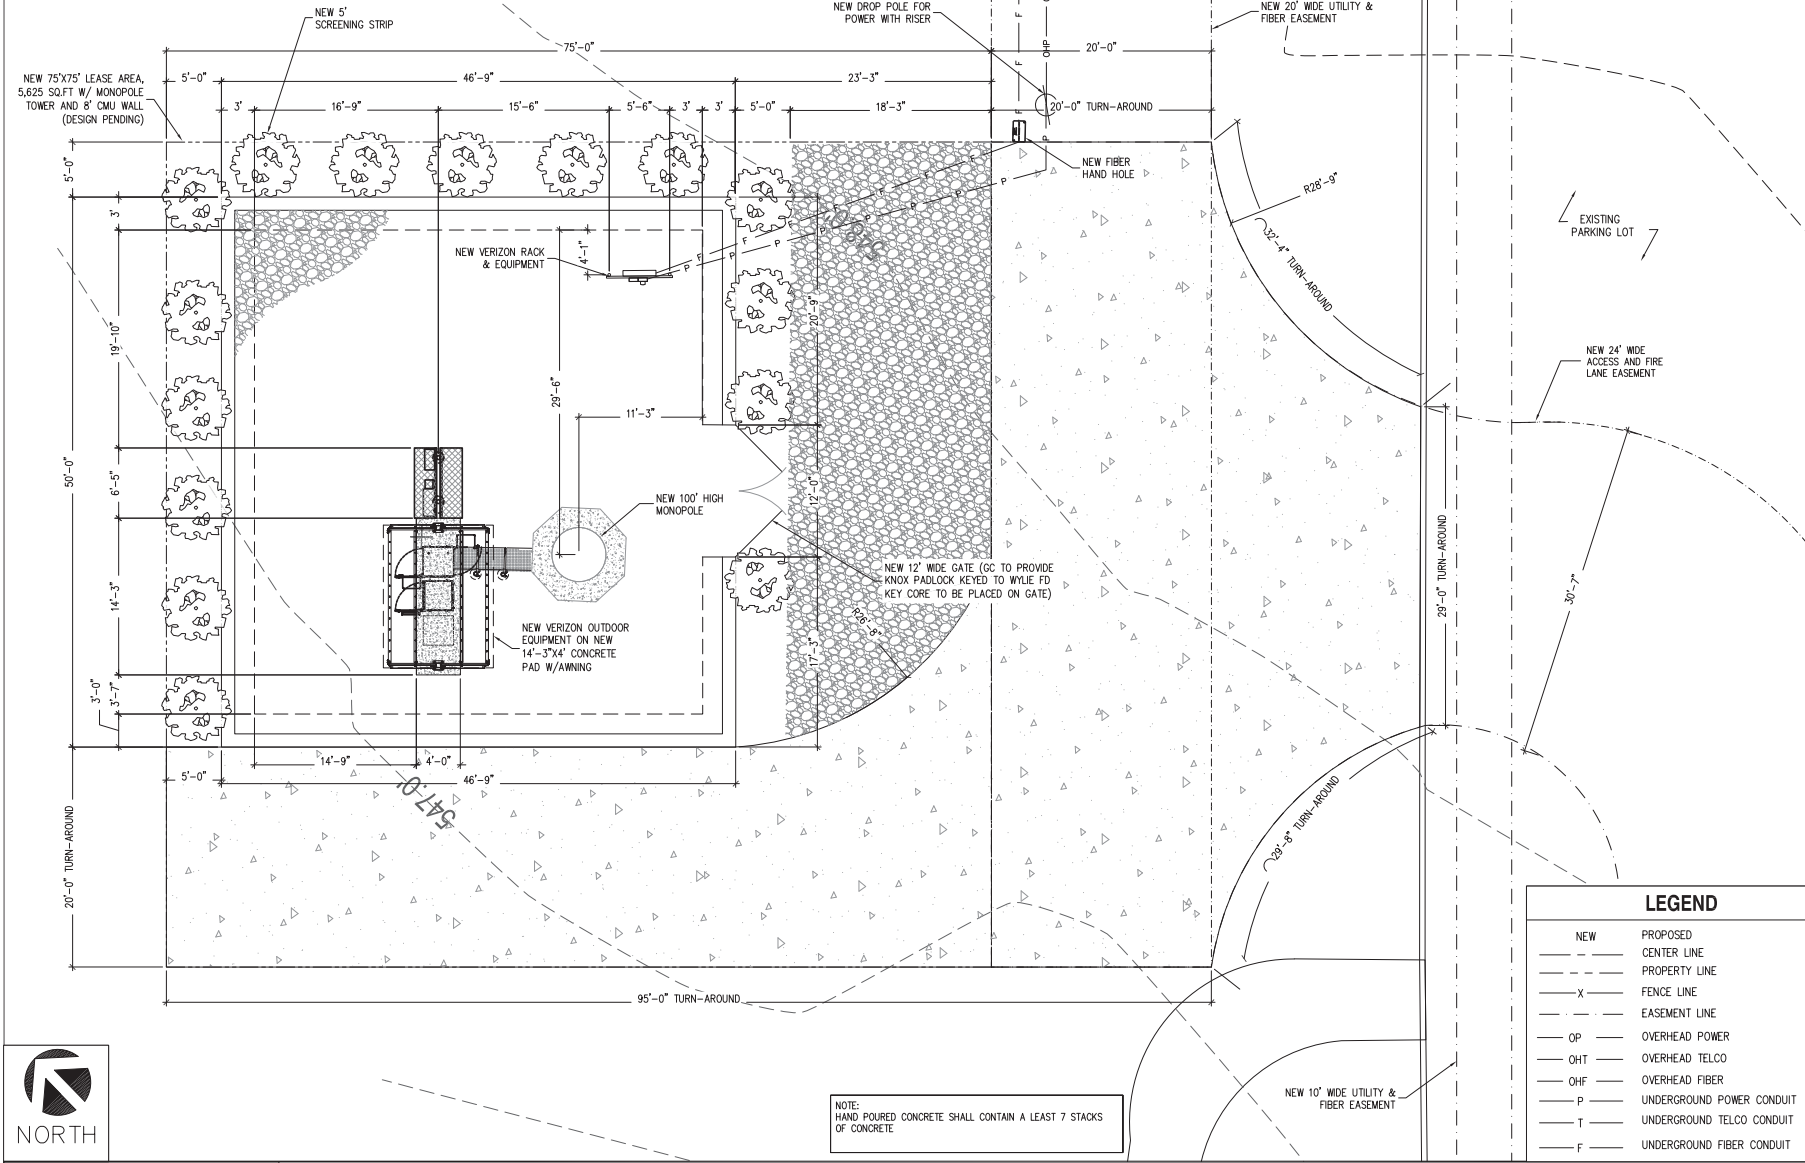 NEW 5'
SCREENING STRIP
NEW DROP POLE FOR
POWER WITH RISER
NEW 20' WIDE UTILITY &
FIBER EASEMENT
F
OHP
F
F
P
75'-0"
20'-0"
NEW 75'X75' LEASE AREA,
5,625 SQ.FT W/ MONOPOLE
TOWER AND 8' CMU WALL
(DESIGN PENDING)
5'-0"
46'-9"
23'-3"
3'
16'-9"
15'-6"
5'-6"
3'
3'
5'-0"
18'-3"
20'-0" TURN-AROUND
5'-0"
NEW FIBER
HAND HOLE
R28'-9"
32'-4" TURN-AROUND
EXISTING
PARKING LOT
3'
NEW VERIZON RACK
& EQUIPMENT
4'-1"
F
F
F
F
F
F
P
P
P
P
P
P
548.0'
20'-9"
19'-10"
29'-6"
11'-3"
NEW 24' WIDE
ACCESS AND FIRE
LANE EASEMENT
50'-0"
6'-5"
12'-0"
NEW 100' HIGH
MONOPOLE
NEW 12' WIDE GATE (GC TO PROVIDE
KNOX PADLOCK KEYED TO WYLIE FD
KEY CORE TO BE PLACED ON GATE)
29'-0" TURN-AROUND
30'-7"
14'-3"
R26'-8"
17'-3"
NEW VERIZON OUTDOOR
EQUIPMENT ON NEW
14'-3"X4' CONCRETE
PAD W/AWNING
3'-0"
3'-7"
14'-9"
4'-0"
5'-0"
46'-9"
547.0'
20'-0" TURN-AROUND
29'-8" TURN-AROUND
95'-0" TURN-AROUND
NORTH
NOTE:
HAND POURED CONCRETE SHALL CONTAIN A LEAST 7 STACKS
OF CONCRETE
NEW 10' WIDE UTILITY &
FIBER EASEMENT
LEGEND
NEW PROPOSED
CENTER LINE
PROPERTY LINE
X FENCE LINE
EASEMENT LINE
OP OVERHEAD POWER
OHT OVERHEAD TELCO
OHF OVERHEAD FIBER
P UNDERGROUND POWER CONDUIT
T UNDERGROUND TELCO CONDUIT
F UNDERGROUND FIBER CONDUIT